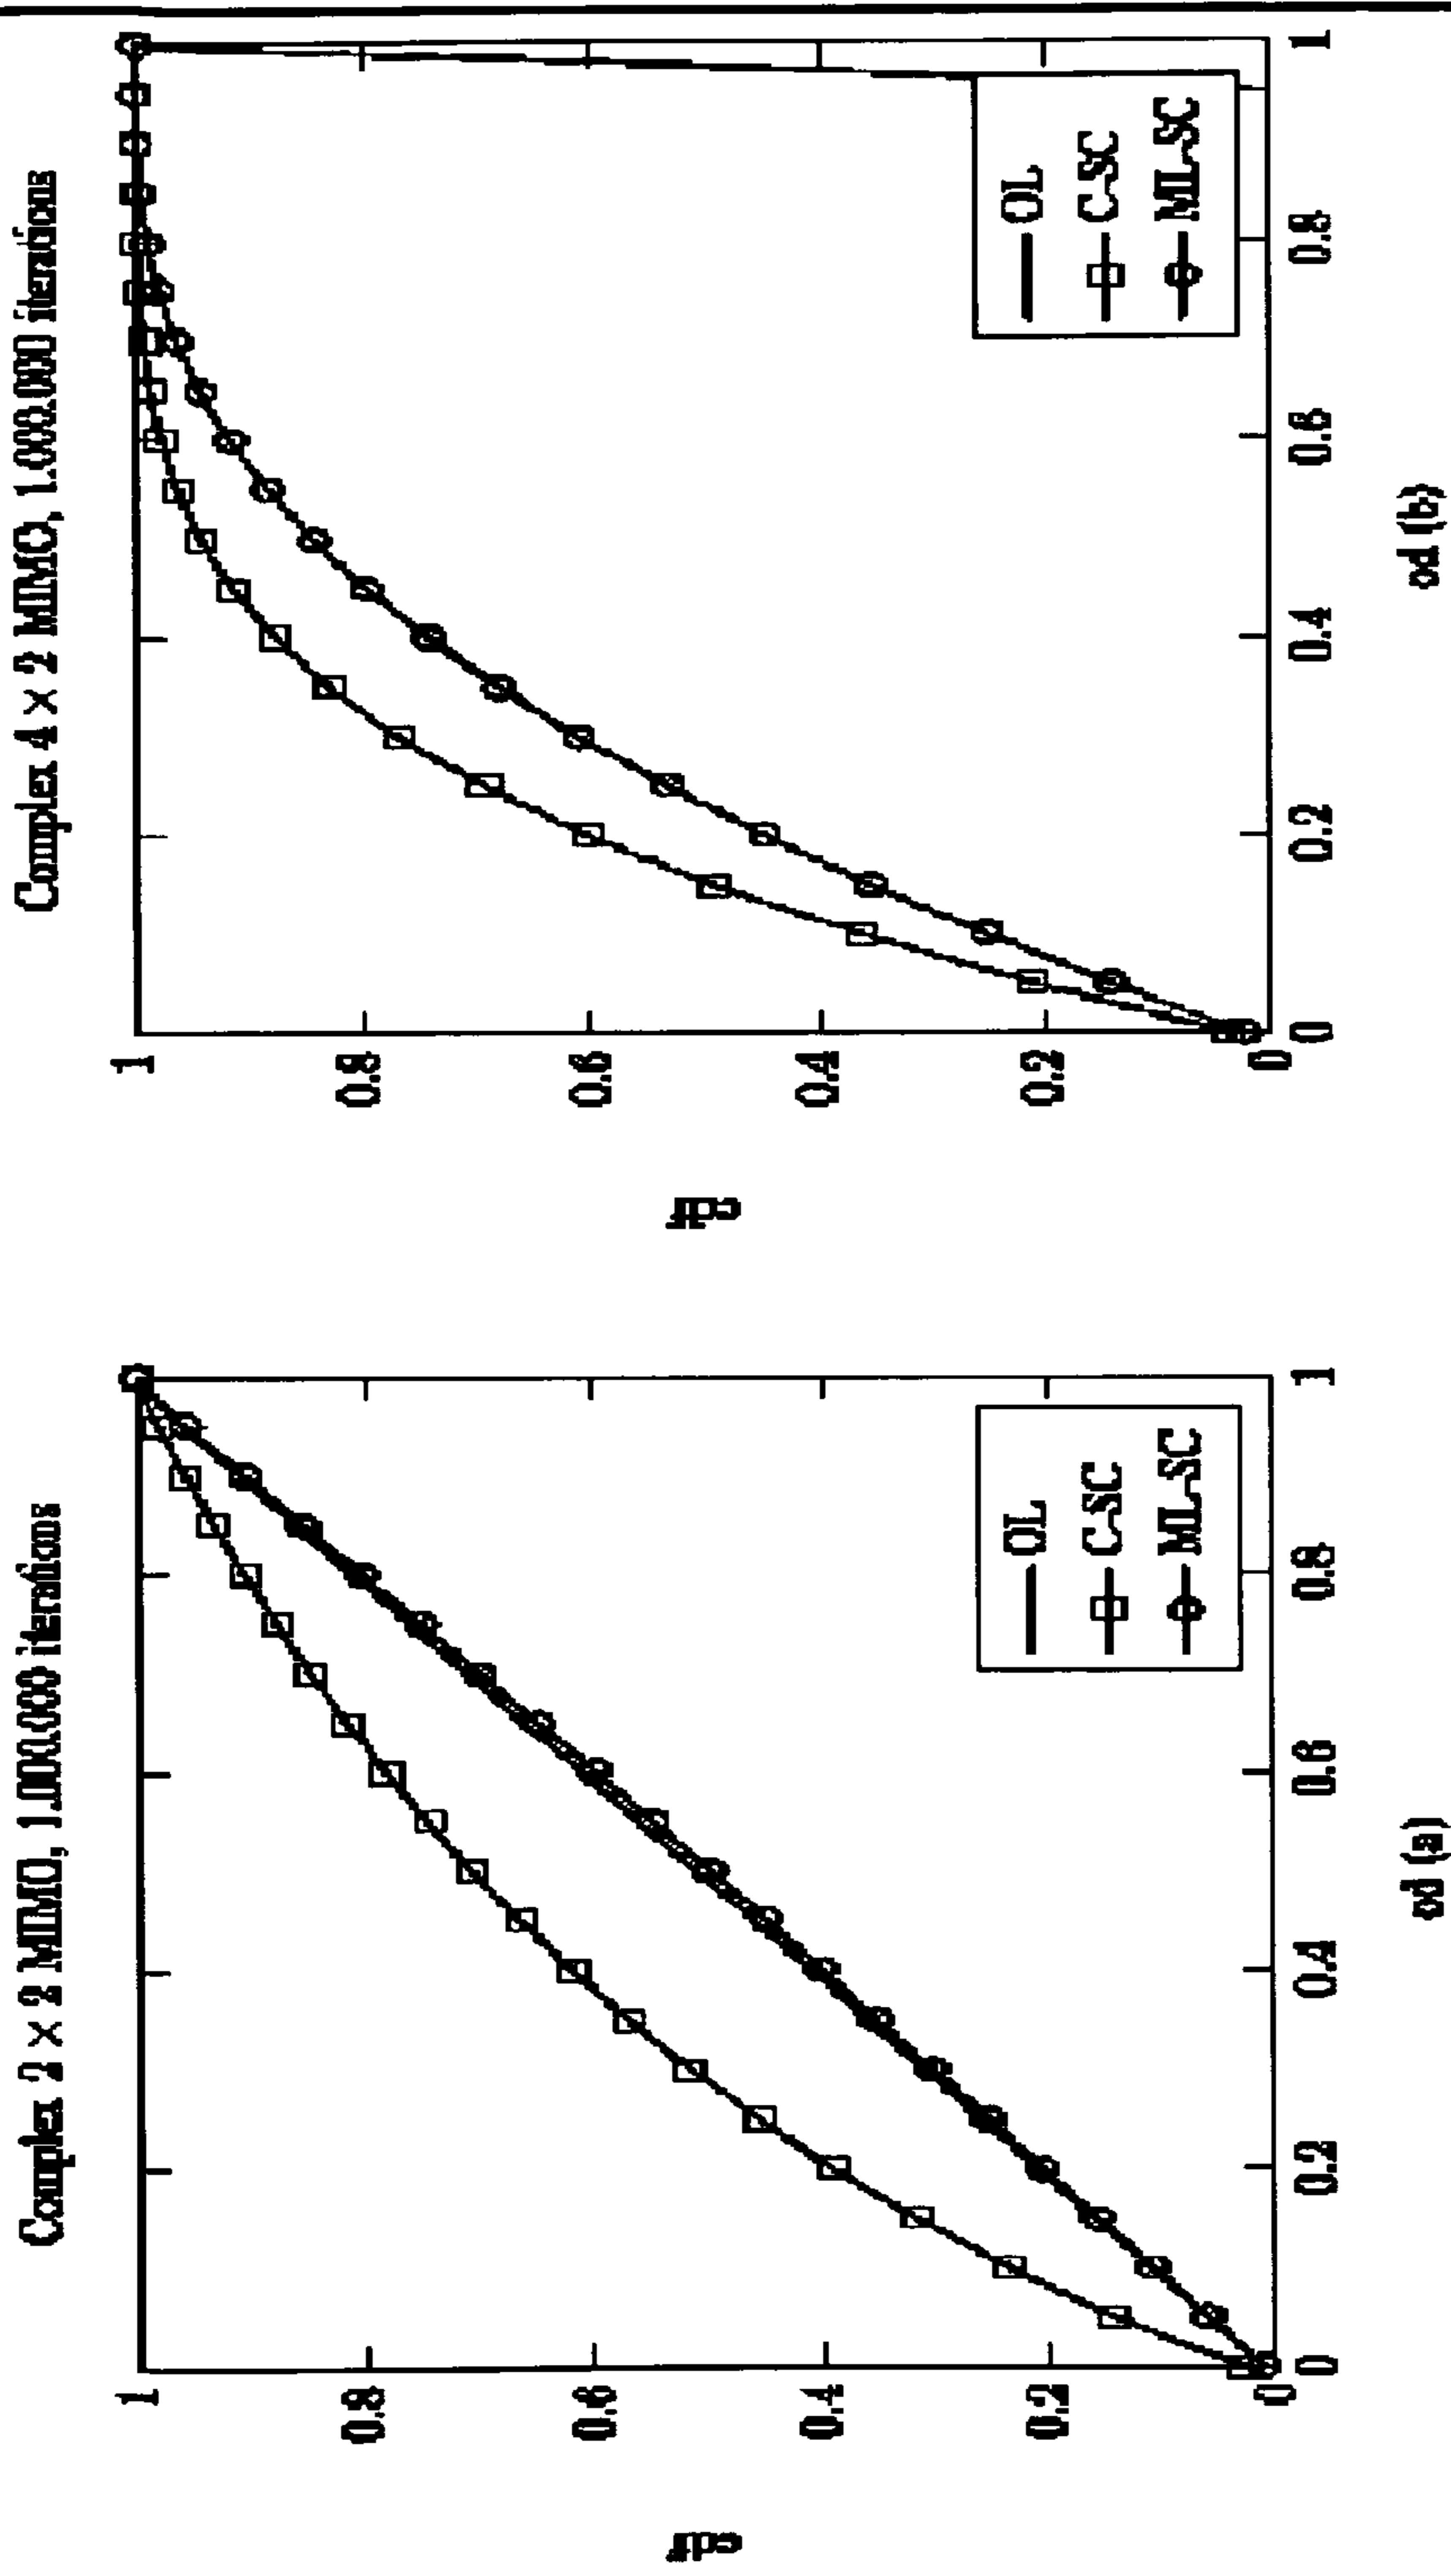 Complex 2 × 2 MIMO, 1.000.000 iterations
cdf
1
0.8
0.6
0.4
0.2
0
0
0.2
0.4
0.6
0.8
1
OL
C-SC
ML-SC
od (a)
Complex 4 × 2 MIMO, 1.000.000 iterations
cdf
1
0.8
0.6
0.4
0.2
0
0
0.2
0.4
0.6
0.8
1
OL
C-SC
ML-SC
od (b)